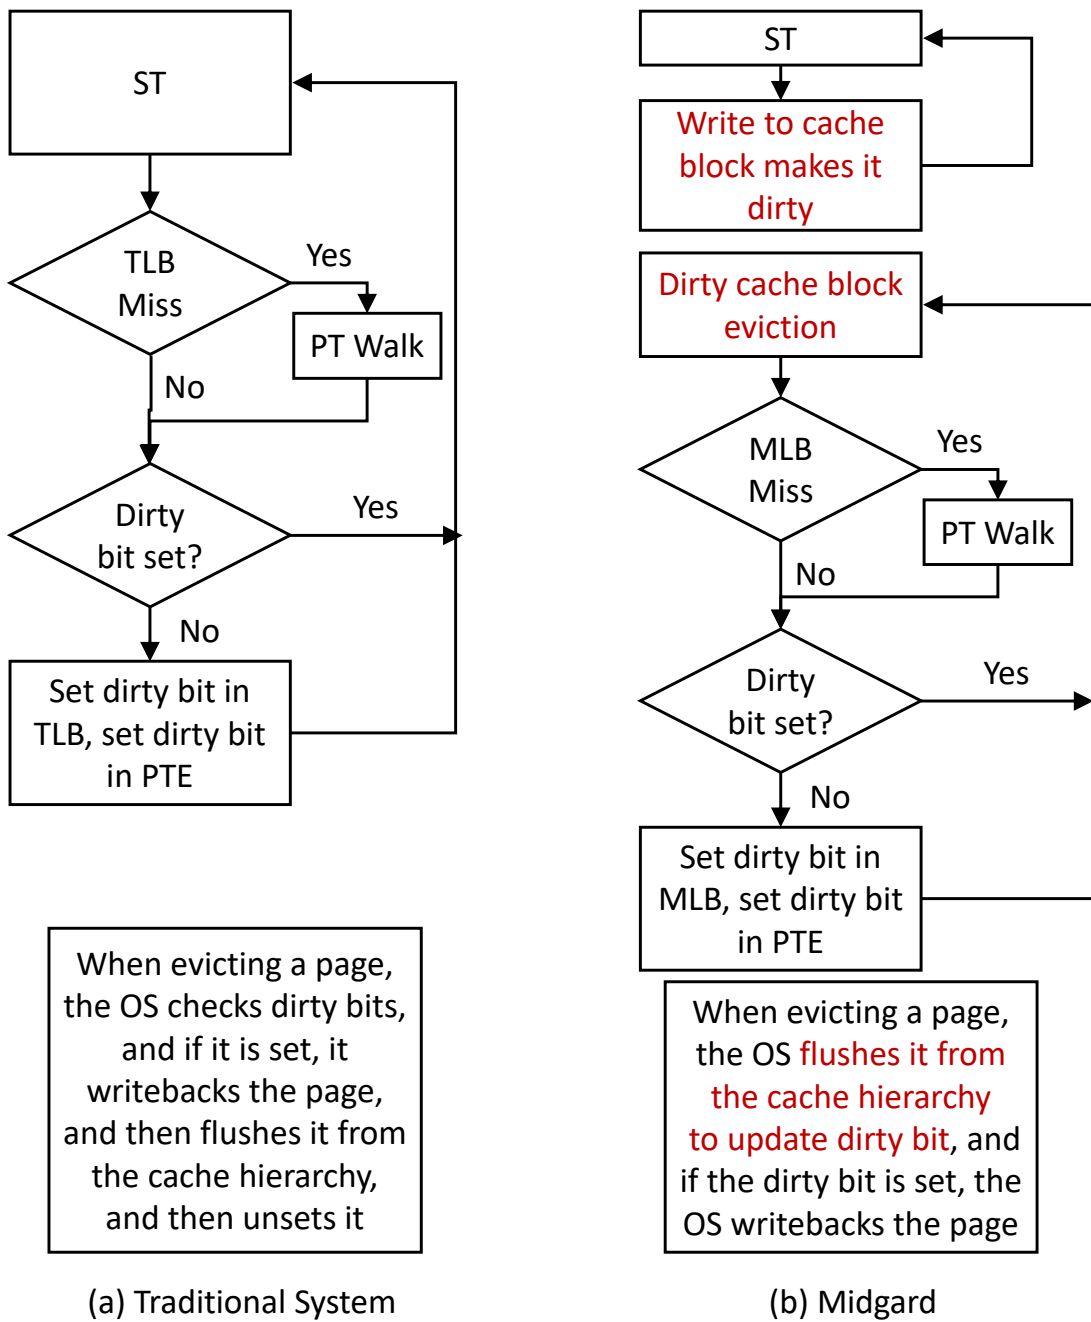 ST
TLB
Miss
Yes
PT Walk
No
Dirty
bit set?
Yes
No
Set dirty bit in
TLB, set dirty bit
in PTE
When evicting a page,
the OS checks dirty bits,
and if it is set, it
writebacks the page,
and then flushes it from
the cache hierarchy,
and then unsets it
(a) Traditional System
ST
Write to cache
block makes it
dirty
Dirty cache block
eviction
MLB
Miss
Yes
PT Walk
No
Dirty
bit set?
Yes
No
Set dirty bit in
MLB, set dirty bit
in PTE
When evicting a page,
the OS flushes it from
the cache hierarchy
to update dirty bit, and
if the dirty bit is set, the
OS writebacks the page
(b) Midgard